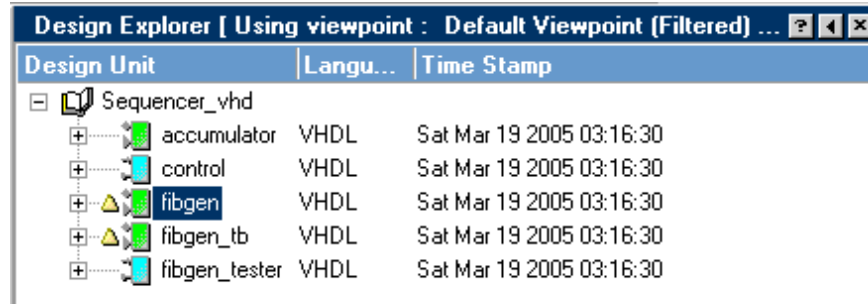 Design Explorer [ Using viewpoint : Default Viewpoint (Filtered) ...
Design Unit Langu... Time Stamp
Sequencer_vhd
accumulator VHDL Sat Mar 19 2005 03:16:30
control VHDL Sat Mar 19 2005 03:16:30
fibgen VHDL Sat Mar 19 2005 03:16:30
fibgen_tb VHDL Sat Mar 19 2005 03:16:30
fibgen_tester VHDL Sat Mar 19 2005 03:16:30